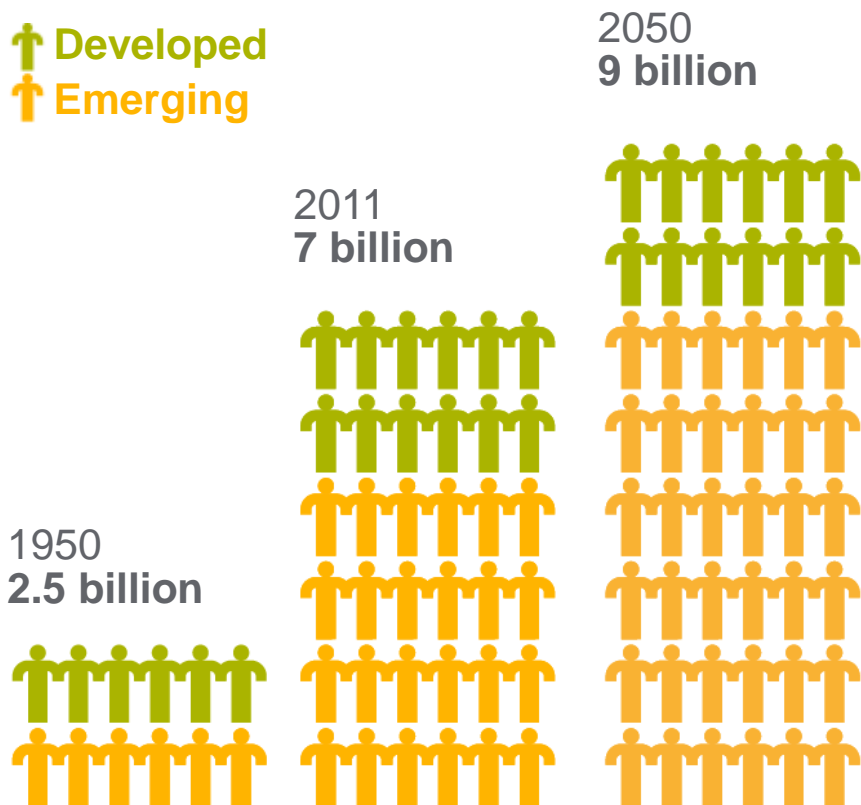 Developed
Emerging
2050
9 billion
2011
7 billion
1950
2.5 billion